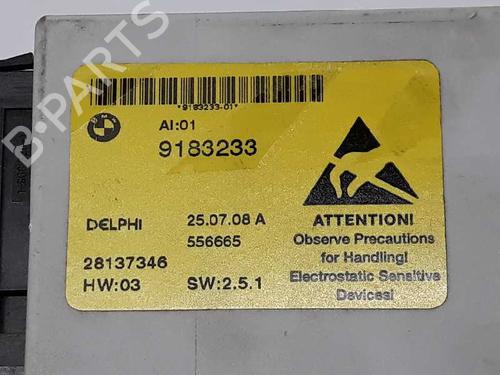 *9183233-01*
BMW
AI:01
9183233
DELPHI
25.07.08 A
556665
28137346
HW:03
SW:2.5.1
ATTENTION!
Observe Precautions
for Handling!
Electrostatic Sensitive
Devices!
B-PARTS